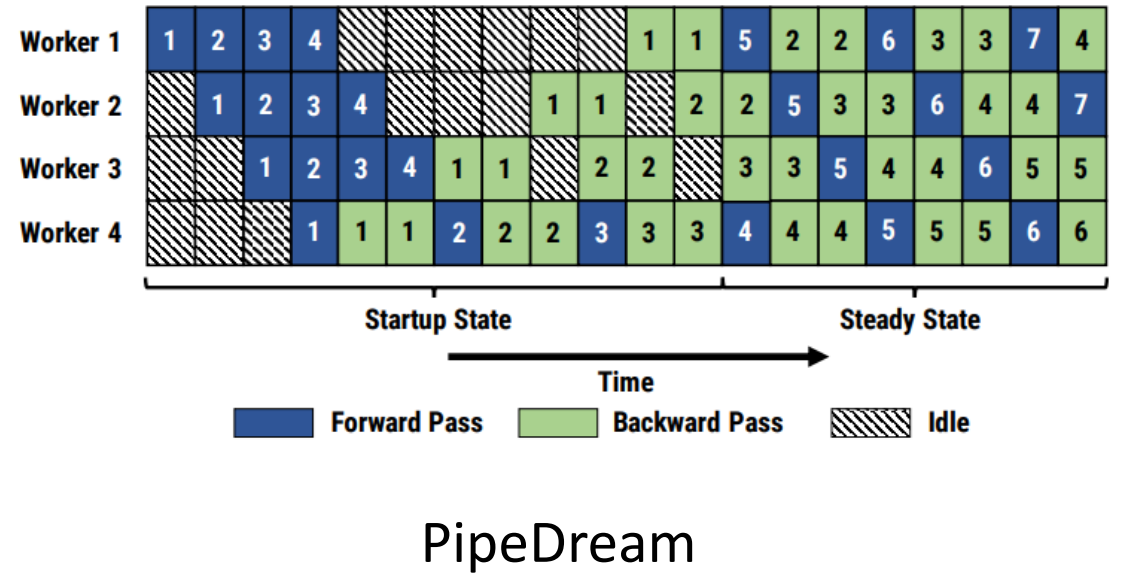 Worker 1 1 2 3 4 1 1 5 2 2 6 3 3 7 4
Worker 2 1 2 3 4 1 1 2 2 5 3 3 6 4 4 7
Worker 3 1 2 3 4 1 1 2 2 3 3 5 4 4 6 5 5
Worker 4 1 1 1 2 2 2 3 3 3 4 4 4 5 5 5 6 6
Startup State Steady State
Time
Forward Pass Backward Pass Idle
PipeDream